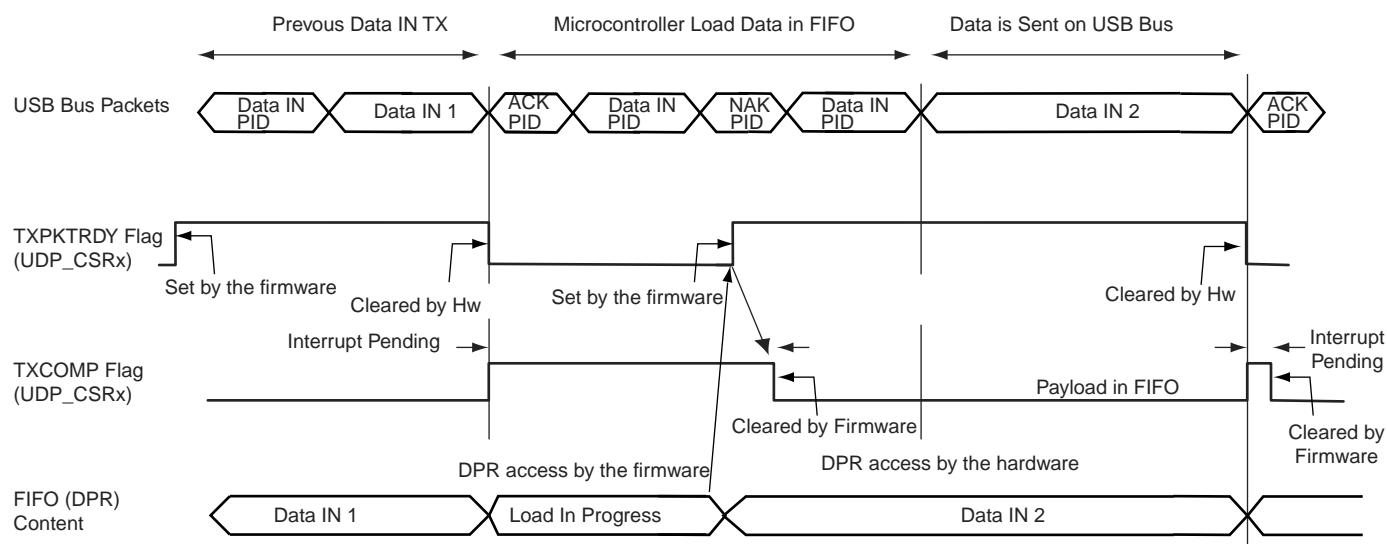 Prevous Data IN TX
Microcontroller Load Data in FIFO
Data is Sent on USB Bus
USB Bus Packets
Data IN
PID
Data IN 1
ACK
PID
Data IN
PID
NAK
PID
Data IN
PID
Data IN 2
ACK
PID
TXPKTRDY Flag
(UDP_CSRx)
Set by the firmware
Cleared by Hw
Set by the firmware
Cleared by Hw
Interrupt Pending
Interrupt
Pending
TXCOMP Flag
(UDP_CSRx)
Payload in FIFO
Cleared by Firmware
Cleared by
Firmware
DPR access by the firmware
DPR access by the hardware
FIFO (DPR)
Content
Data IN 1
Load In Progress
Data IN 2